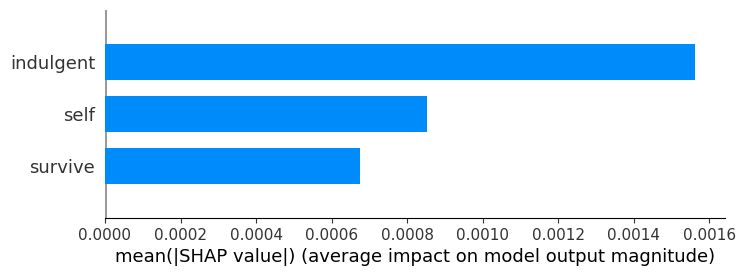 indulgent
self
survive
0.0000 0.0002 0.0004 0.0006 0.0008 0.0010 0.0012 0.0014 0.0016
mean(|SHAP value|) (average impact on model output magnitude)